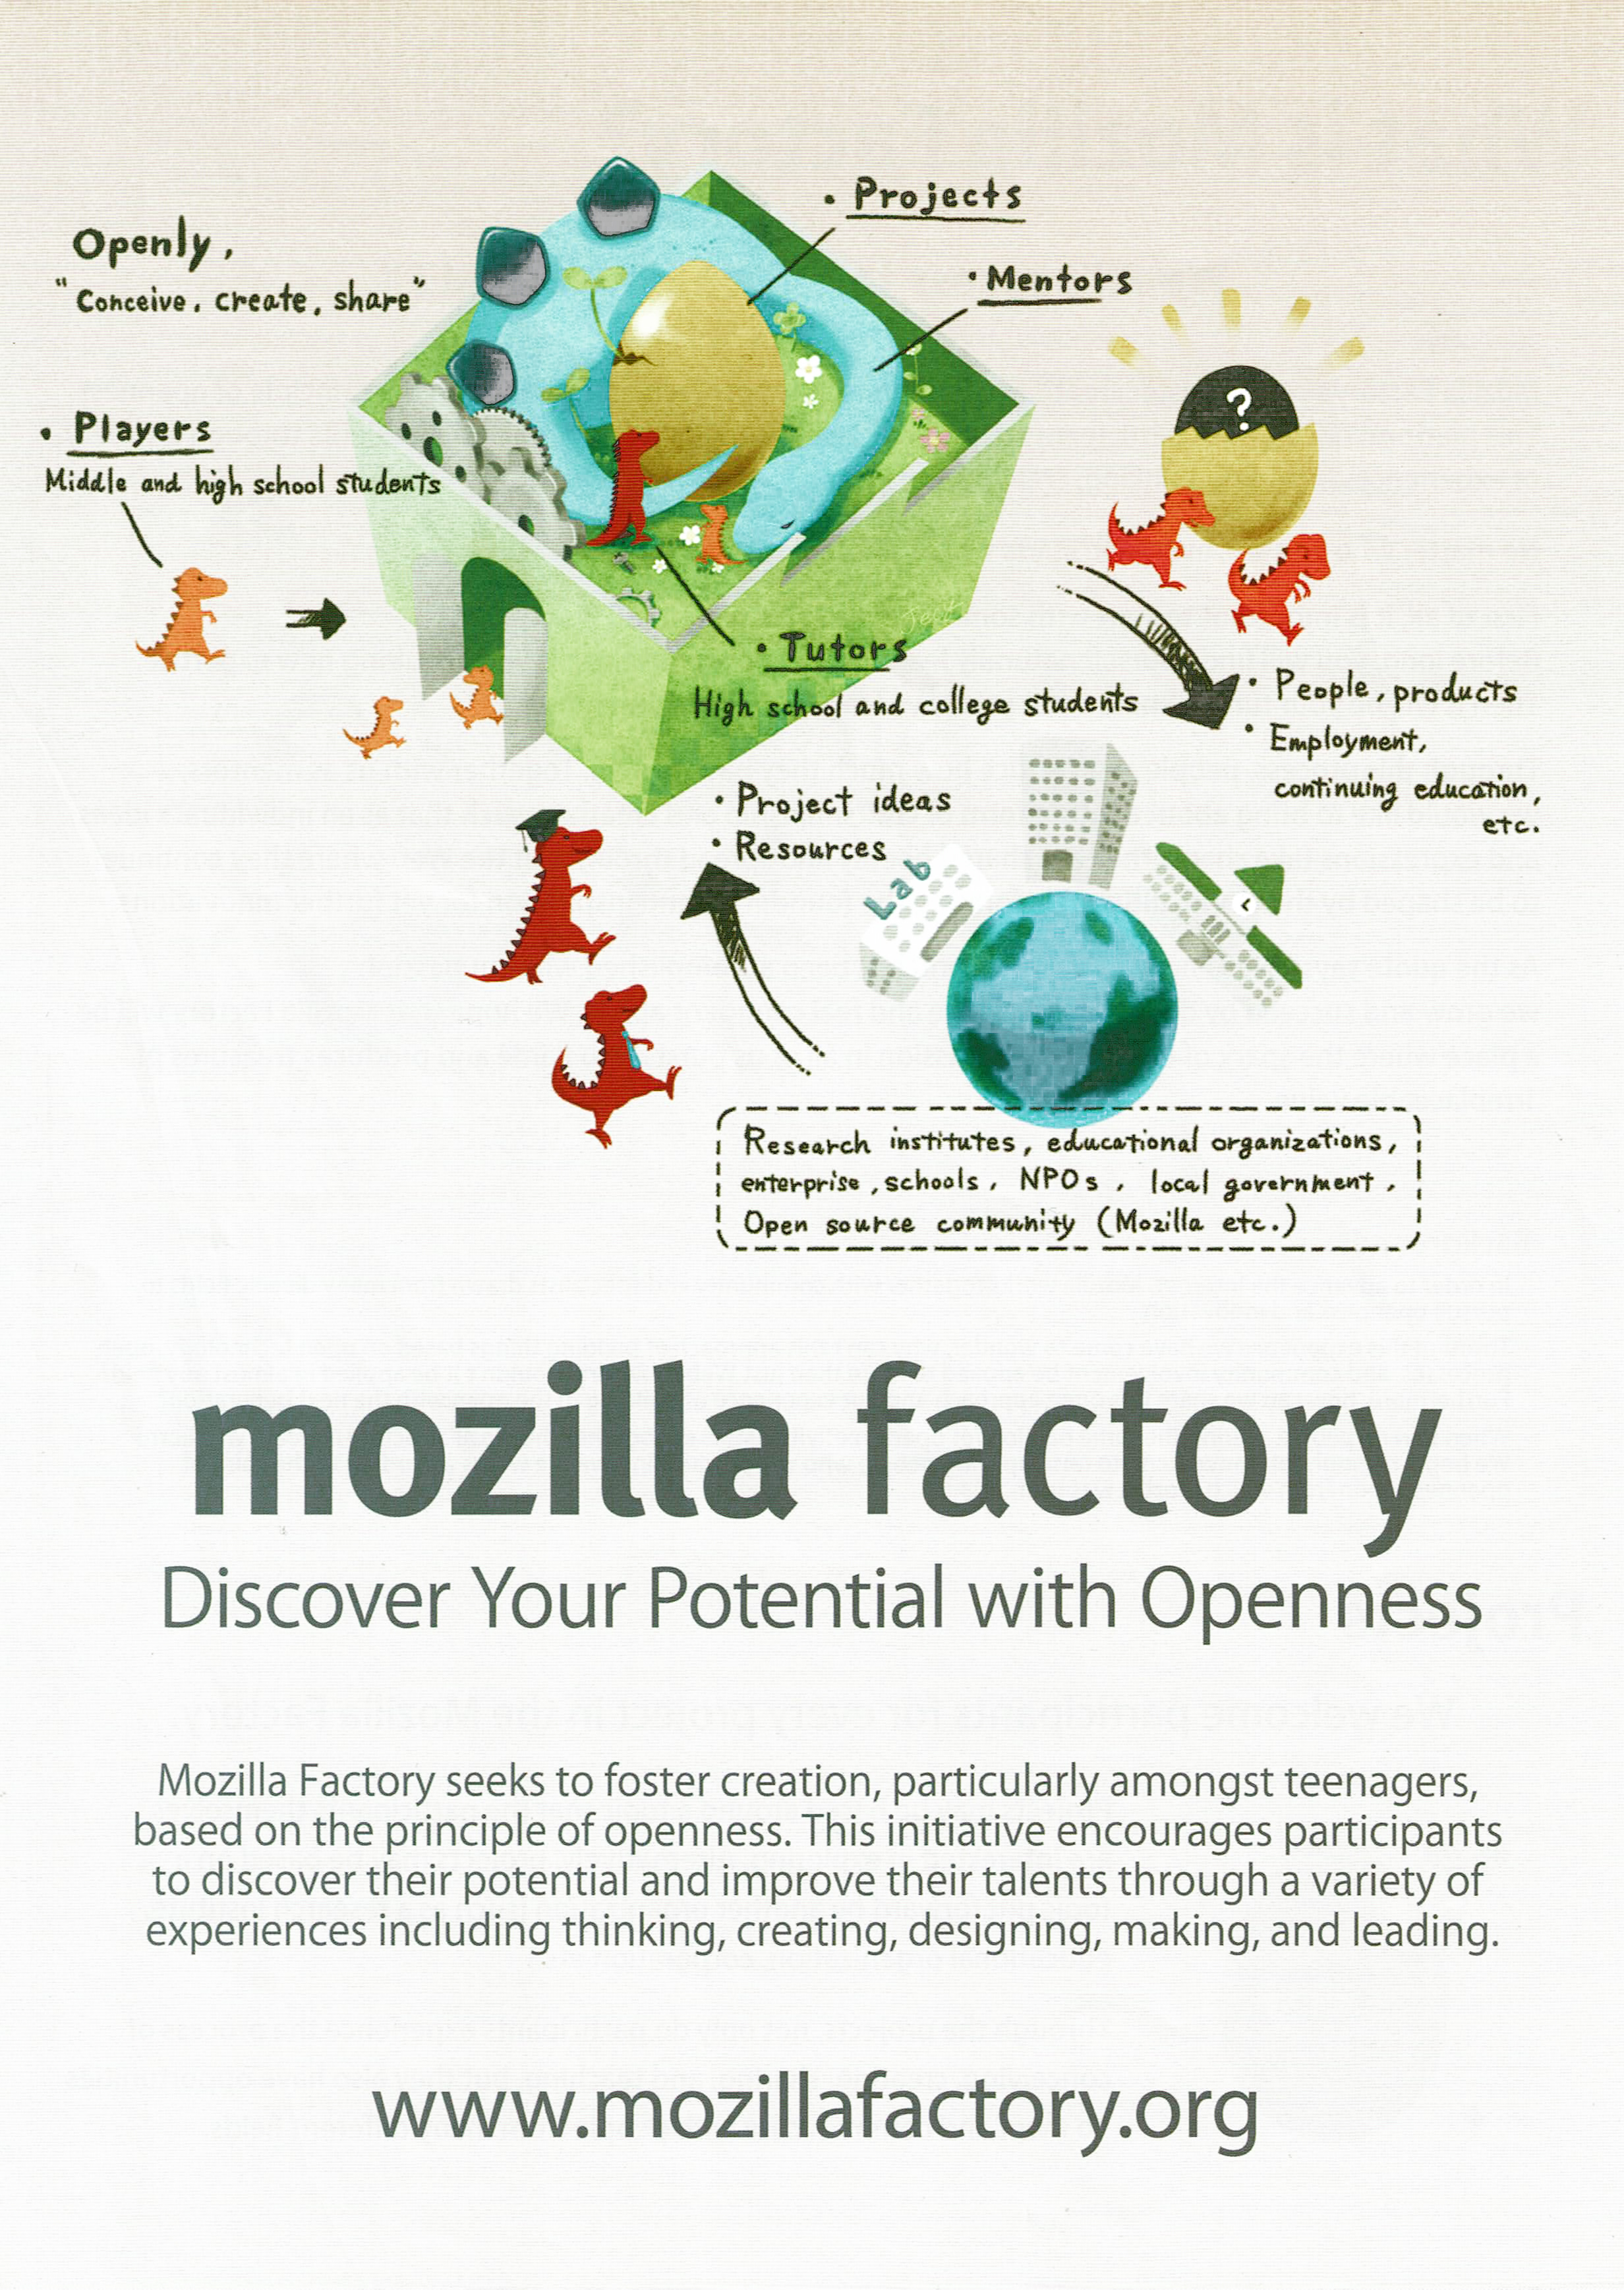 Openly,
"Conceive, create, share"
• Projects
• Mentors
?
• Players
Middle and high school students
• Tutors
High school and college students
• People, products
• Employment,
continuing education,
etc.
• Project ideas
• Resources
Lab
Research institutes, educational organizations,
enterprise, schools, NPOs, local government,
Open source community (Mozilla etc.)
mozilla factory
Discover Your Potential with Openness
Mozilla Factory seeks to foster creation, particularly amongst teenagers,
based on the principle of openness. This initiative encourages participants
to discover their potential and improve their talents through a variety of
experiences including thinking, creating, designing, making, and leading.
www.mozillafactory.org